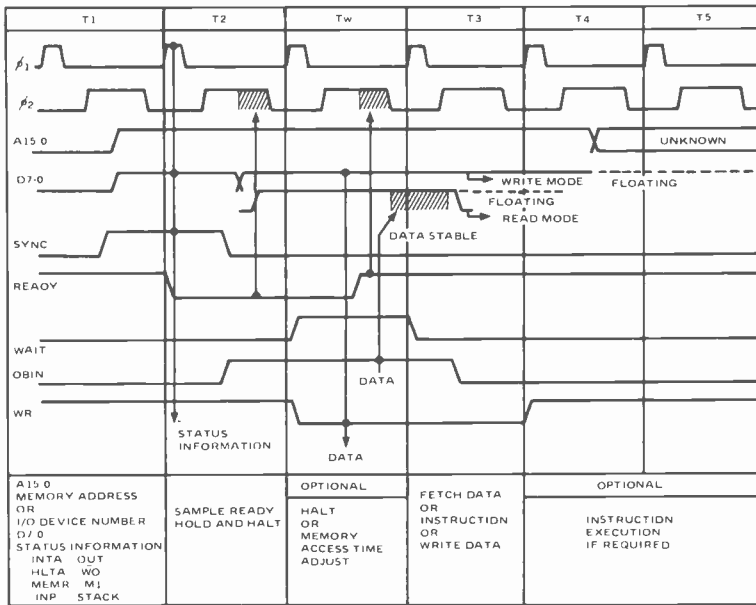 T1 T2 Tw T3 T4 T5
ϕ1
ϕ2
A15 0
UNKNOWN
D7-0
WRITE MODE
FLOATING
FLOATING
READ MODE
DATA STABLE
SYNC
READY
WAIT
OBIN
DATA
WR
STATUS
INFORMATION
DATA
A15 0
MEMORY ADDRESS
OR
I/O DEVICE NUMBER
D7 0
STATUS INFORMATION
INTA OUT
HLTA W̅O̅
MEMR M1
INP STACK
SAMPLE READY
HOLD AND HALT
OPTIONAL
HALT
OR
MEMORY
ACCESS TIME
ADJUST
FETCH DATA
OR
INSTRUCTION
OR
WRITE DATA
OPTIONAL
INSTRUCTION
EXECUTION
IF REQUIRED